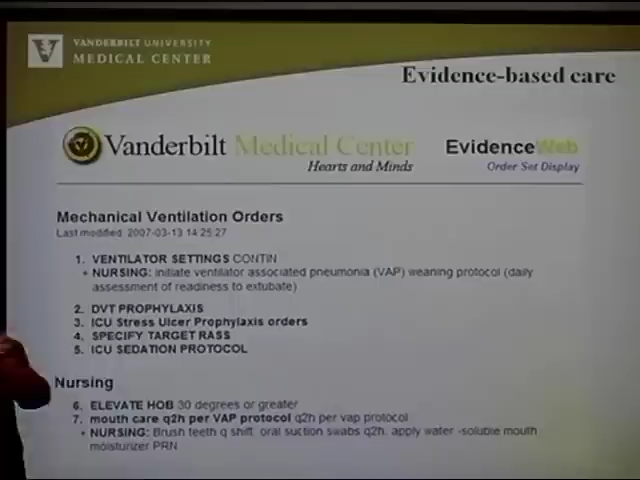 VANDERBILT UNIVERSITY
MEDICAL CENTER
Evidence-based care
Vanderbilt Medical Center
Hearts and Minds
EvidenceWeb
Order Set Display
Mechanical Ventilation Orders
Last modified: 2007-03-13 14:25:27
1. VENTILATOR SETTINGS CONTIN
• NURSING: initiate ventilator associated pneumonia (VAP) weaning protocol (daily
assessment of readiness to extubate)
2. DVT PROPHYLAXIS
3. ICU Stress Ulcer Prophylaxis orders
4. SPECIFY TARGET RASS
5. ICU SEDATION PROTOCOL
Nursing
6. ELEVATE HOB 30 degrees or greater
7. mouth care q2h per VAP protocol q2h per vap protocol
• NURSING: Brush teeth q shift, oral suction swabs q2h, apply water -soluble mouth
moisturizer PRN